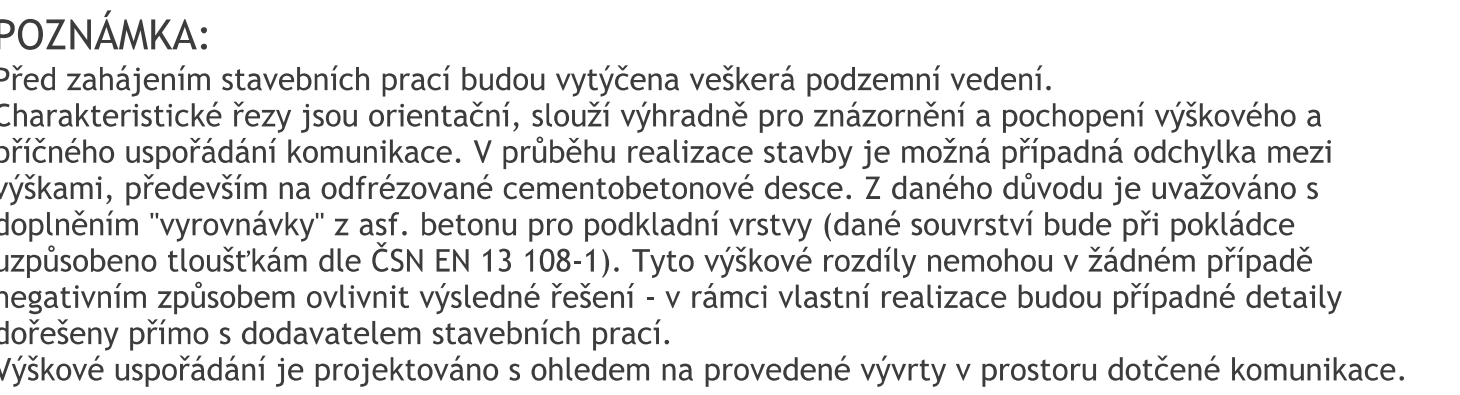 POZNÁMKA:
Před zahájením stavebních prací budou vytýčena veškerá podzemní vedení.
Charakteristické řezy jsou orientační, slouží výhradně pro znázornění a pochopení výškového a
příčného uspořádání komunikace. V průběhu realizace stavby je možná případná odchylka mezi
výškami, především na odfrézované cementobetonové desce. Z daného důvodu je uvažováno s
doplněním "vyrovnávky" z asf. betonu pro podkladní vrstvy (dané souvrství bude při pokládce
uzpůsobeno tloušťkám dle ČSN EN 13 108-1). Tyto výškové rozdíly nemohou v žádném případě
negativním způsobem ovlivnit výsledné řešení - v rámci vlastní realizace budou případné detaily
dořešeny přímo s dodavatelem stavebních prací.
Výškové uspořádání je projektováno s ohledem na provedené vývrty v prostoru dotčené komunikace.